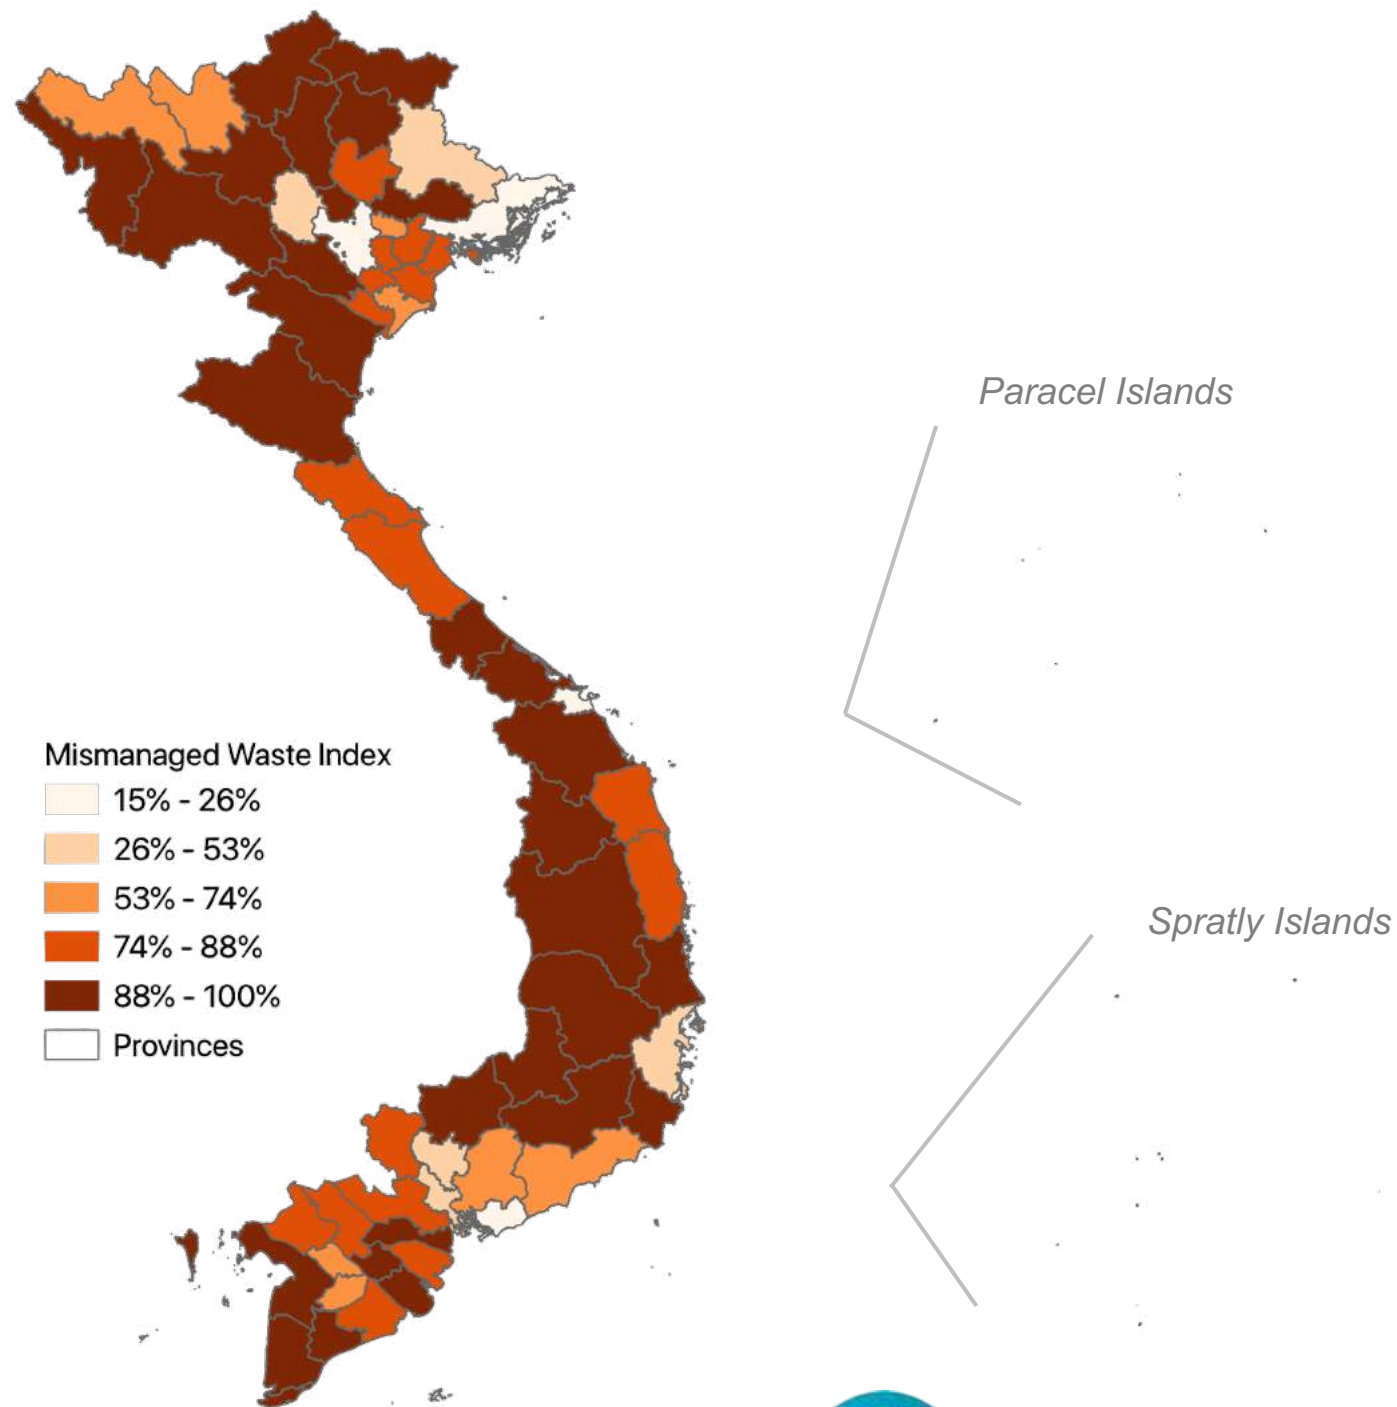 Paracel Islands
Mismanaged Waste Index
15% - 26%
26% - 53%
53% - 74%
74% - 88%
88% - 100%
Provinces
Spratly Islands